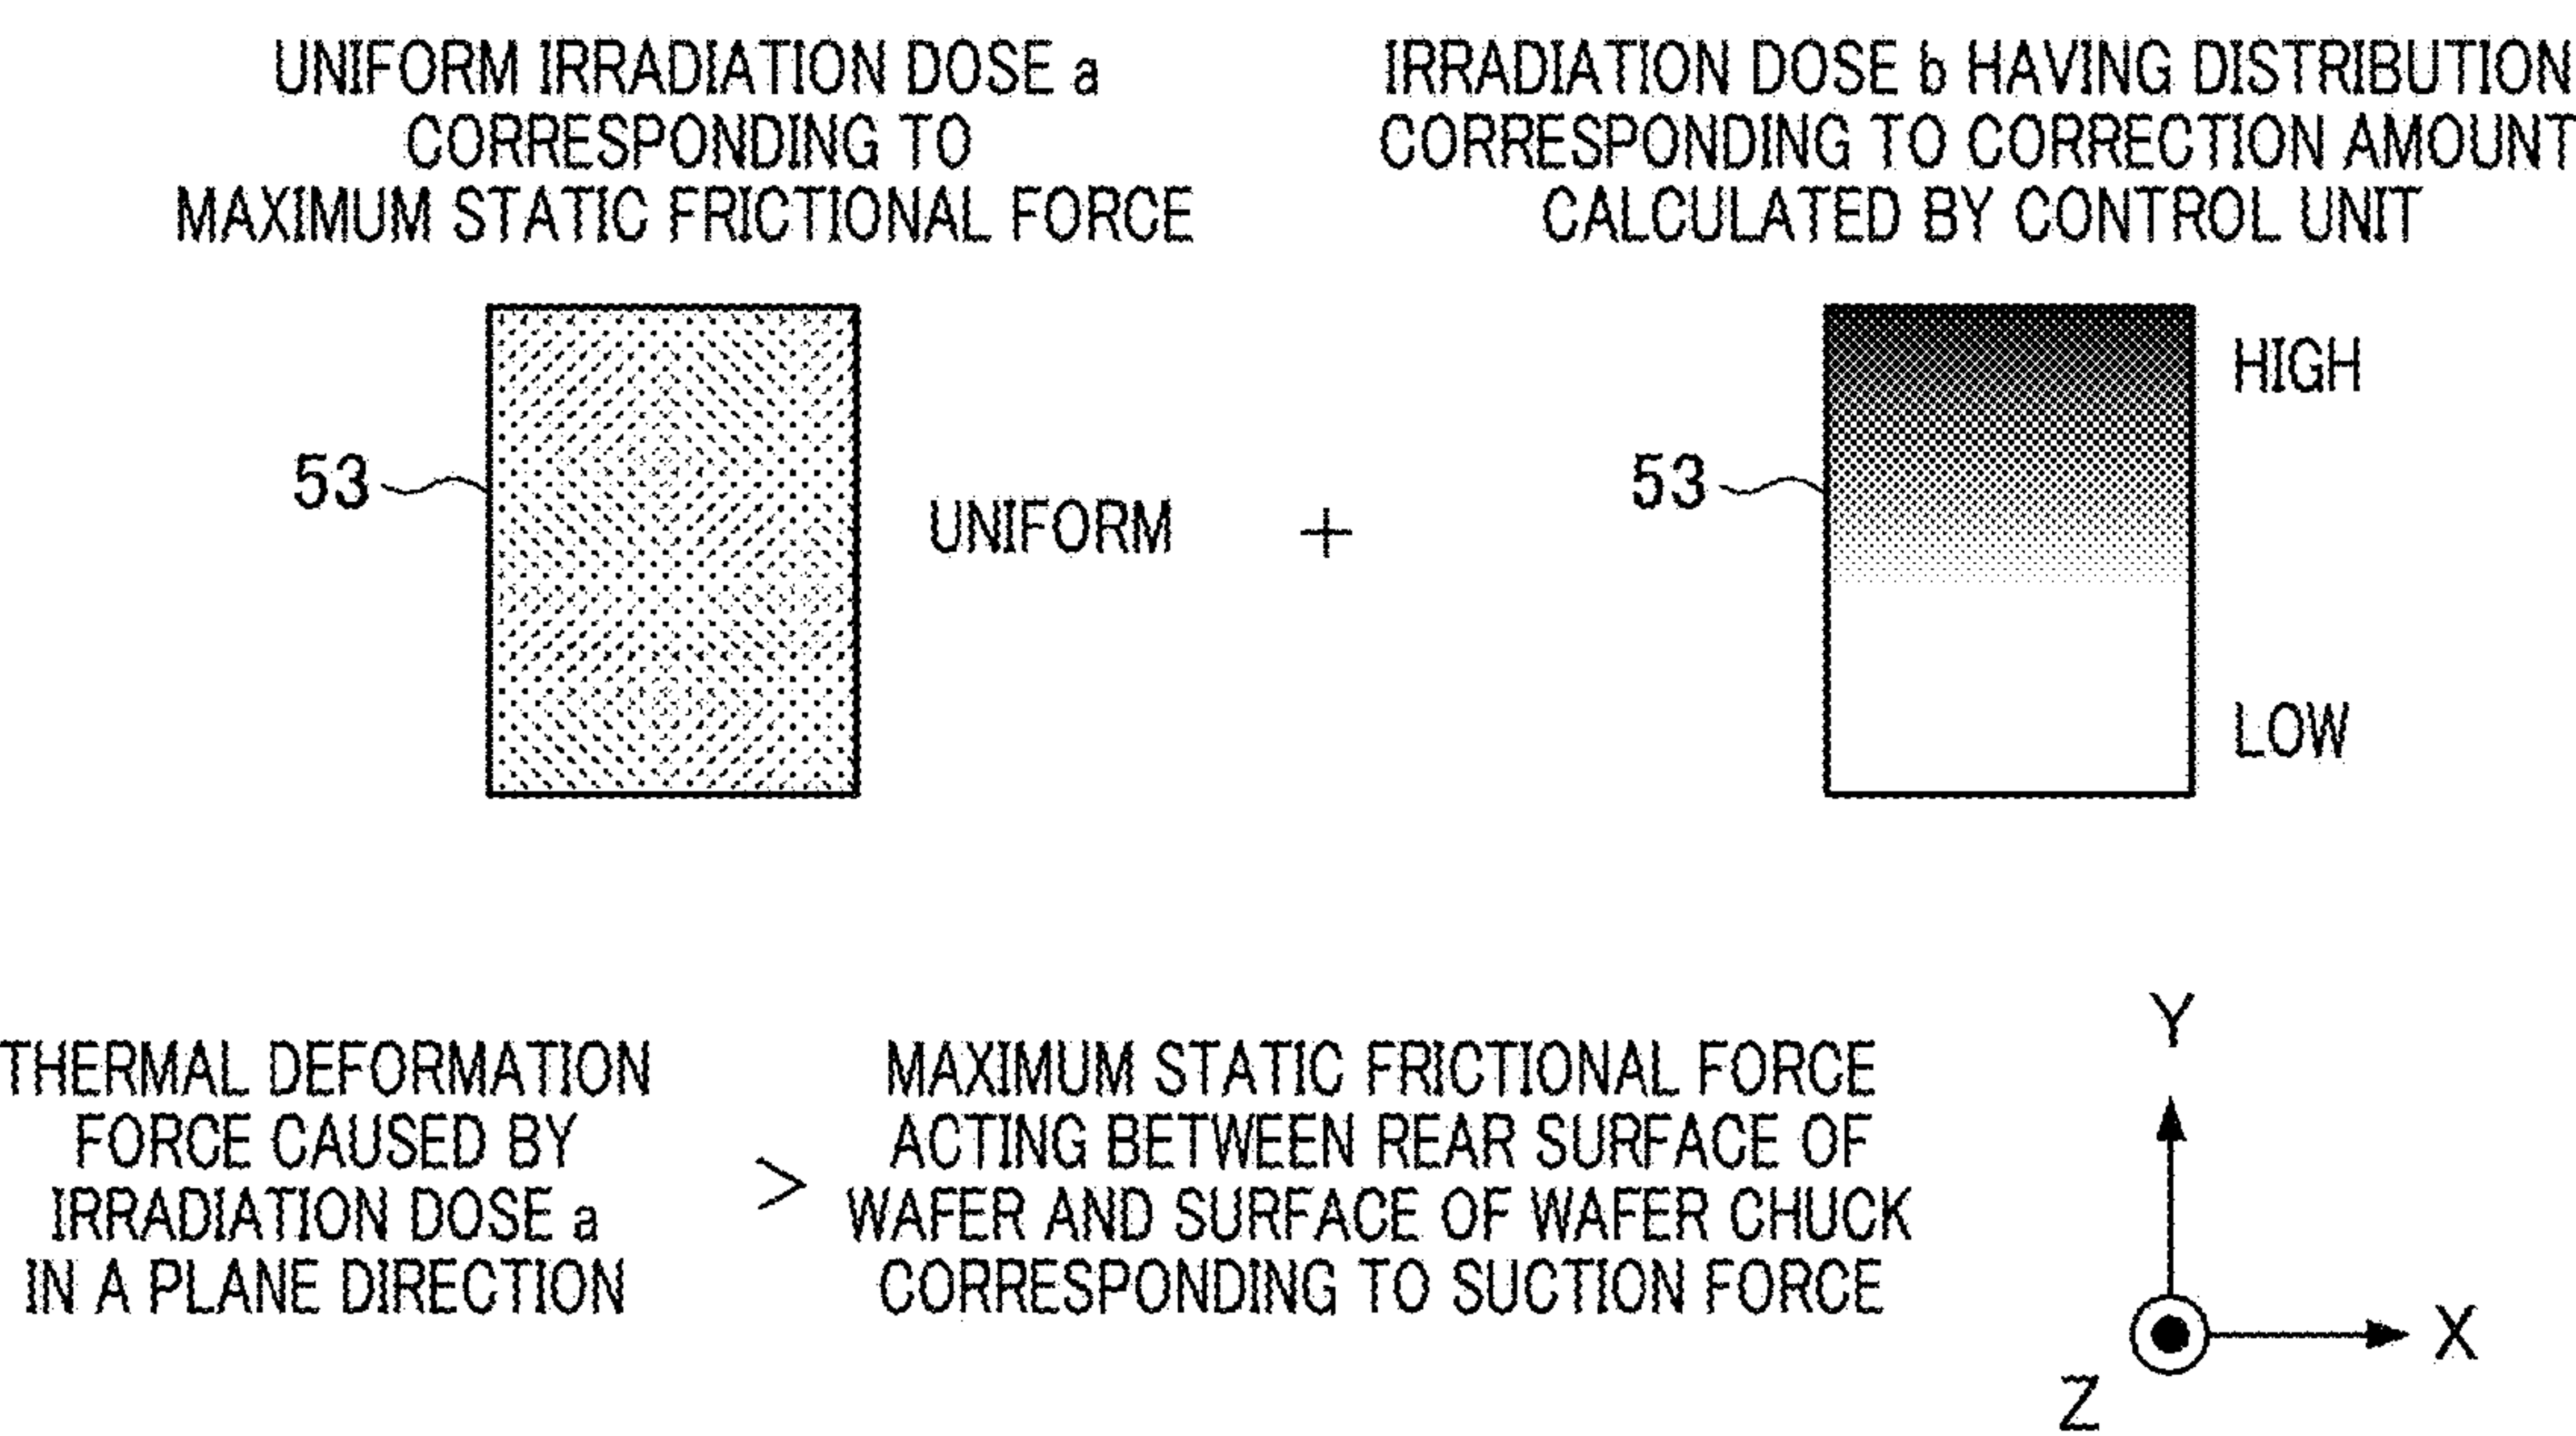 UNIFORM IRRADIATION DOSE a
CORRESPONDING TO
MAXIMUM STATIC FRICTIONAL FORCE
IRRADIATION DOSE b HAVING DISTRIBUTION
CORRESPONDING TO CORRECTION AMOUNT
CALCULATED BY CONTROL UNIT
53
UNIFORM
+
53
HIGH
LOW
THERMAL DEFORMATION
FORCE CAUSED BY
IRRADIATION DOSE a
IN A PLANE DIRECTION
>
MAXIMUM STATIC FRICTIONAL FORCE
ACTING BETWEEN REAR SURFACE OF
WAFER AND SURFACE OF WAFER CHUCK
CORRESPONDING TO SUCTION FORCE
Y
X
Z